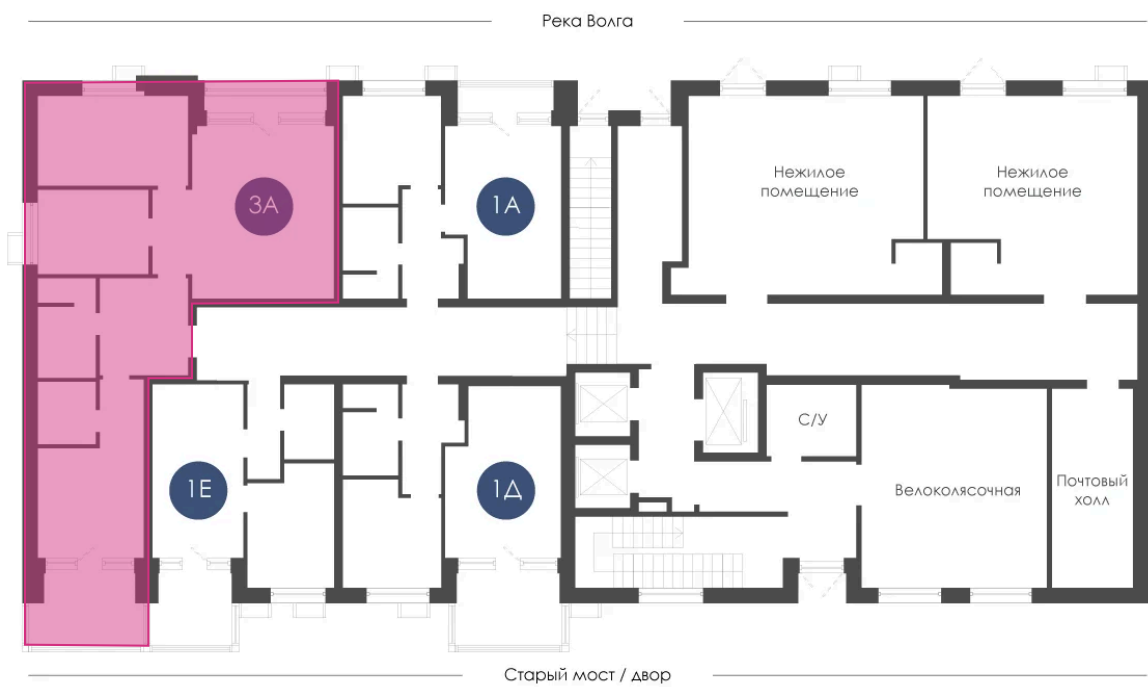 Река Волга
Нежилое
помещение
Нежилое
помещение
3А
1А
С/У
1Е
1Д
Велоколясочная
Почтовый
холл
Старый мост / двор